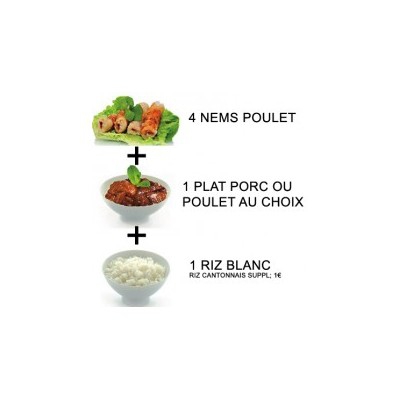 4 NEMS POULET
+
1 PLAT PORC OU
POULET AU CHOIX
+
1 RIZ BLANC
RIZ CANTONNAIS SUPPL; 1€